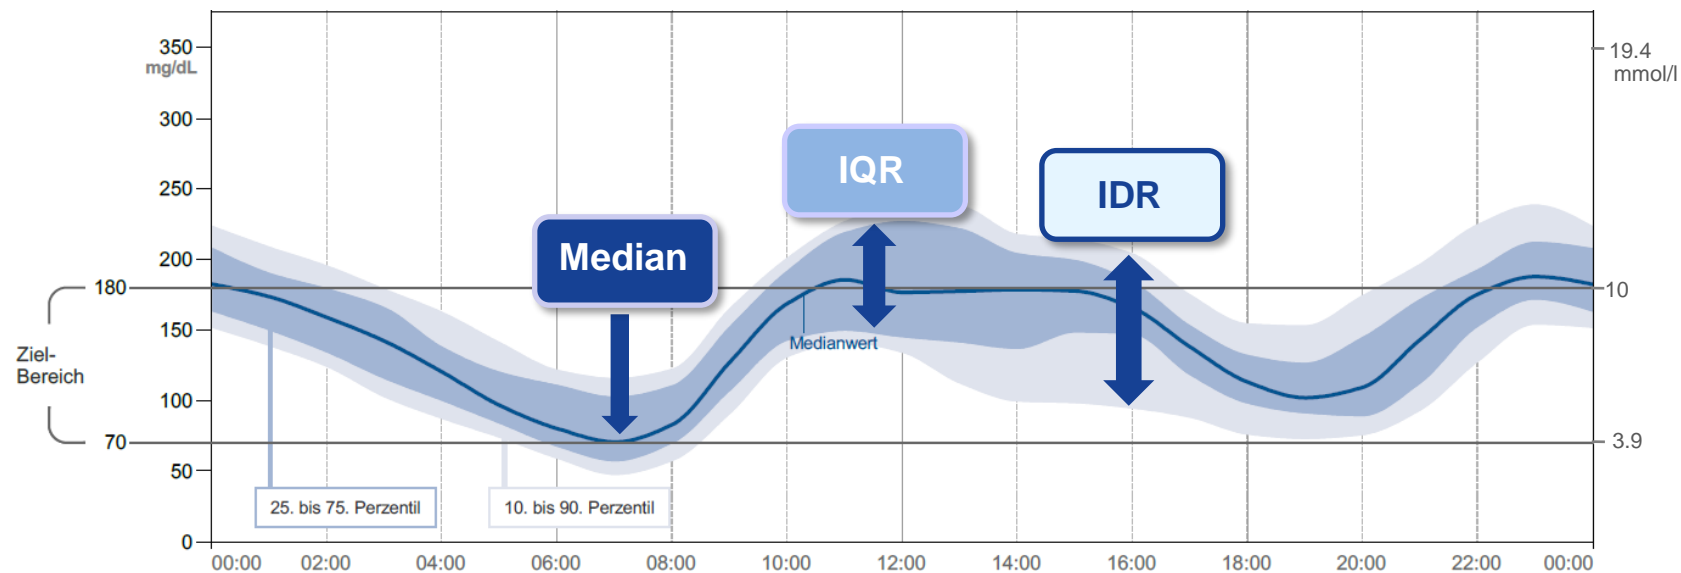 350
mg/dL
300
250
200
180
150
100
70
50
0
Ziel-
Bereich
Median
IQR
IDR
Medianwert
25. bis 75. Perzentil
10. bis 90. Perzentil
19.4
mmol/l
10
3.9
00:00 02:00 04:00 06:00 08:00 10:00 12:00 14:00 16:00 18:00 20:00 22:00 00:00